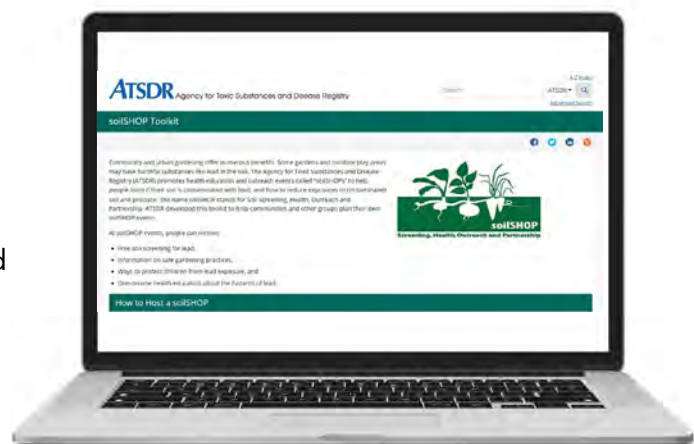 A-Z Index
ATSDR Agency for Toxic Substances and Disease Registry
Search
ATSDR
Advanced Search
soilSHOP Toolkit
Community and urban gardening offer numerous benefits. Some gardens and outdoor play areas
may have harmful substances like lead in the soil. The Agency for Toxic Substances and Disease
Registry (ATSDR) promotes health education and outreach events called "soilSHOPs" to help
people learn if their soil is contaminated with lead, and how to reduce exposures to contaminated
soil and produce. The name soilSHOP stands for Soil Screening, Health, Outreach and
Partnership. ATSDR developed this toolkit to help communities and other groups plan their own
soilSHOP events.
soilSHOP
Screening, Health, Outreach and Partnership
At soilSHOP events, people can receive:
• Free soil screening for lead,
• Information on safe gardening practices,
• Ways to protect children from lead exposure, and
• One-on-one health education about the hazards of lead.
How to Host a soilSHOP
d